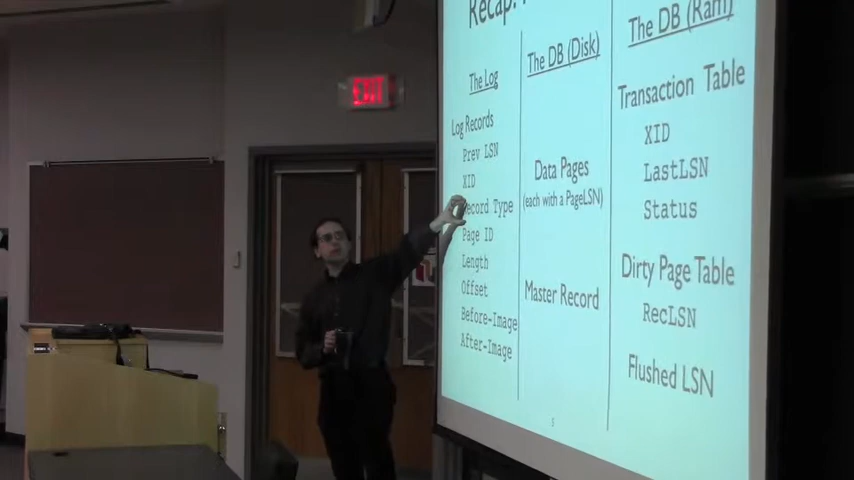 Recap:
The Log
Log Records
Prev LSN
XID
Record Type
Page ID
Length
Offset
Before-Image
After-Image
The DB (Disk)
Data Pages
(each with a PageLSN)
Master Record
The DB (Ram)
Transaction Table
XID
LastLSN
Status
Dirty Page Table
RecLSN
Flushed LSN
EXIT